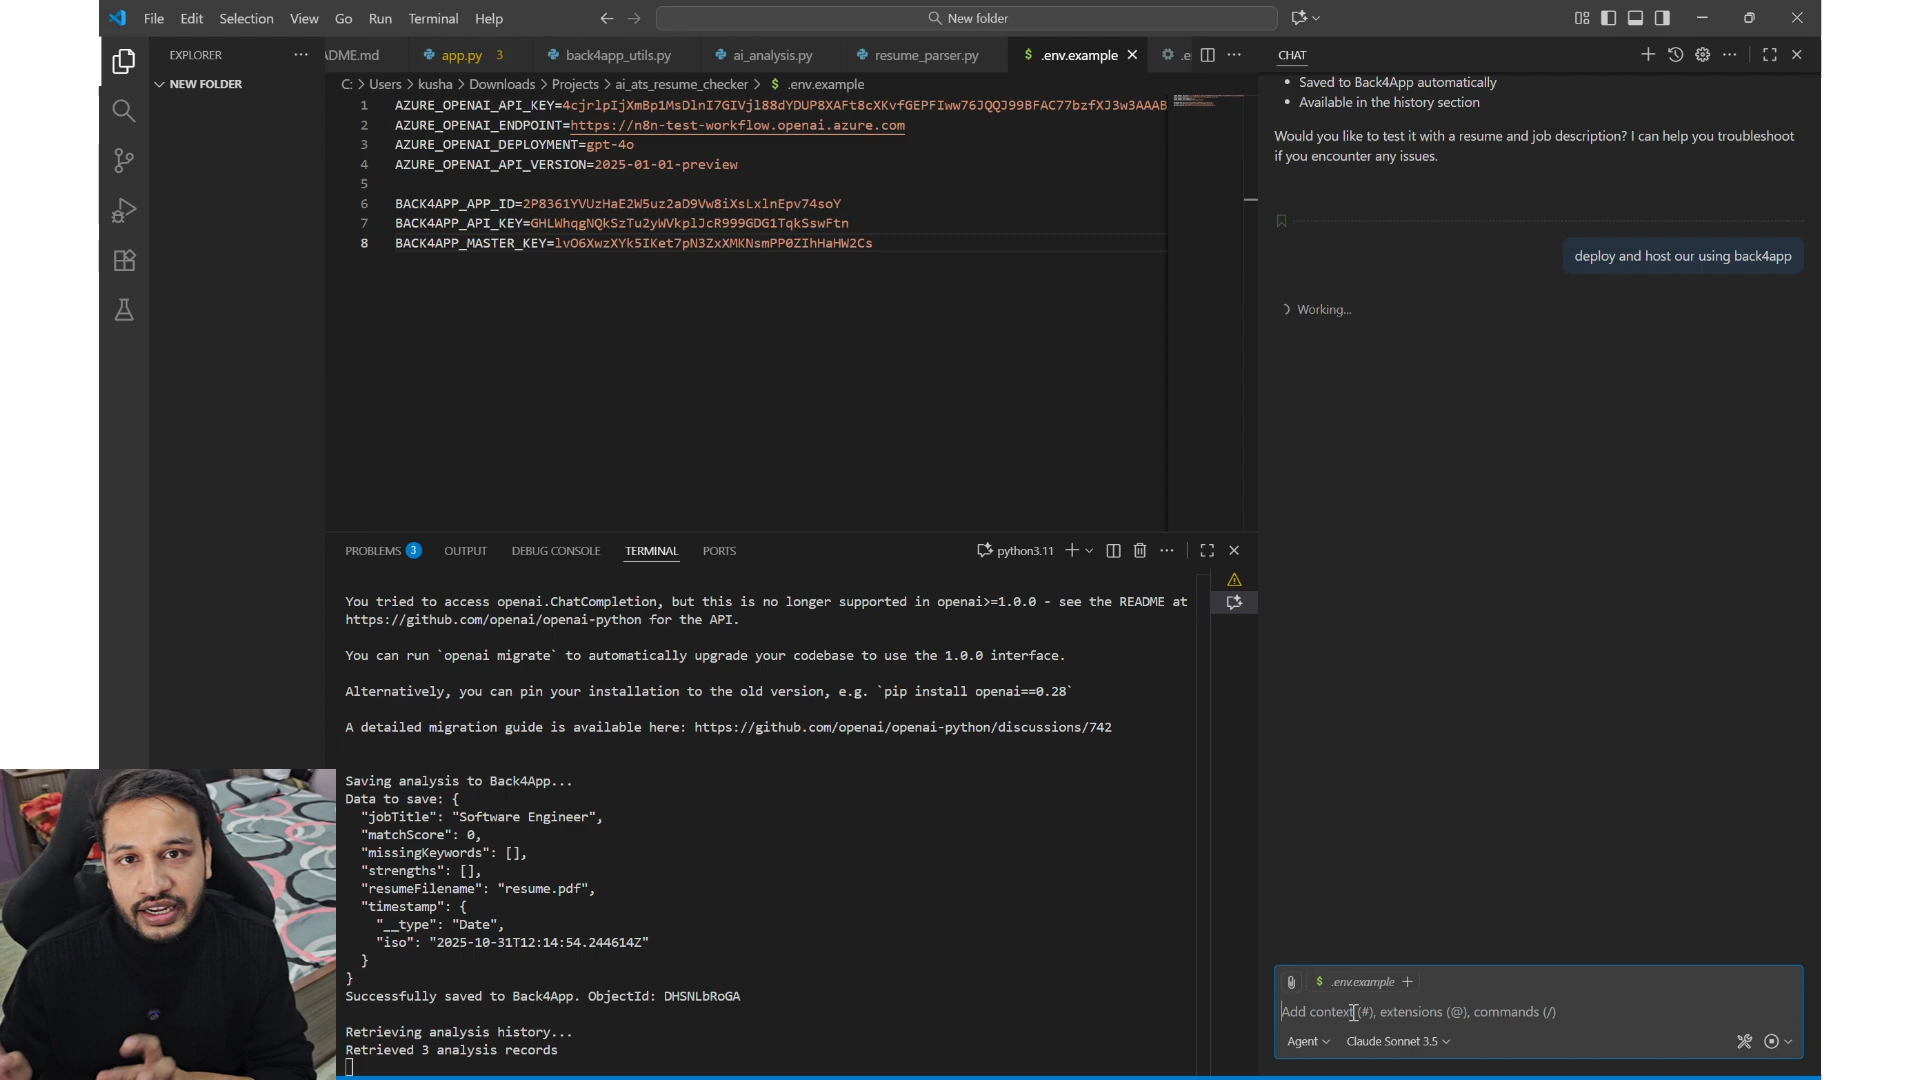 File Edit Selection View Go Run Terminal Help
New folder
EXPLORER
NEW FOLDER
DME.md app.py 3 back4app_utils.py ai_analysis.py resume_parser.py $ .env.example .e
C: > Users > kusha > Downloads > Projects > ai_ats_resume_checker > $ .env.example
1 AZURE_OPENAI_API_KEY=4cjrlpIjXmBp1MsDlnI7GIVjl88dYDUP8XAFt8cXKvfGEPFIww76JQQJ99BFAC77bzfXJ3w3AAAB
2 AZURE_OPENAI_ENDPOINT=https://n8n-test-workflow.openai.azure.com
3 AZURE_OPENAI_DEPLOYMENT=gpt-4o
4 AZURE_OPENAI_API_VERSION=2025-01-01-preview
5
6 BACK4APP_APP_ID=2P8361YVUzHaE2W5uz2aD9Vw8iXsLxlnEpv74soY
7 BACK4APP_API_KEY=GHLWhqgNQkSzTu2yWVkplJcR999GDG1TqkSswFtn
8 BACK4APP_MASTER_KEY=lvO6XwzXYk5IKet7pN3ZxXMKNsmPP0ZIhHaHW2Cs
PROBLEMS 3 OUTPUT DEBUG CONSOLE TERMINAL PORTS
python3.11
You tried to access openai.ChatCompletion, but this is no longer supported in openai>=1.0.0 - see the README at
https://github.com/openai/openai-python for the API.
You can run `openai migrate` to automatically upgrade your codebase to use the 1.0.0 interface.
Alternatively, you can pin your installation to the old version, e.g. `pip install openai==0.28`
A detailed migration guide is available here: https://github.com/openai/openai-python/discussions/742
Saving analysis to Back4App...
Data to save: {
"jobTitle": "Software Engineer",
"matchScore": 0,
"missingKeywords": [],
"strengths": [],
"resumeFilename": "resume.pdf",
"timestamp": {
"__type": "Date",
"iso": "2025-10-31T12:14:54.244614Z"
}
}
Successfully saved to Back4App. ObjectId: DHSNLbRoGA
Retrieving analysis history...
Retrieved 3 analysis records
CHAT
• Saved to Back4App automatically
• Available in the history section
Would you like to test it with a resume and job description? I can help you troubleshoot
if you encounter any issues.
deploy and host our using back4app
Working...
$ .env.example
Add context (#), extensions (@), commands (/)
Agent Claude Sonnet 3.5